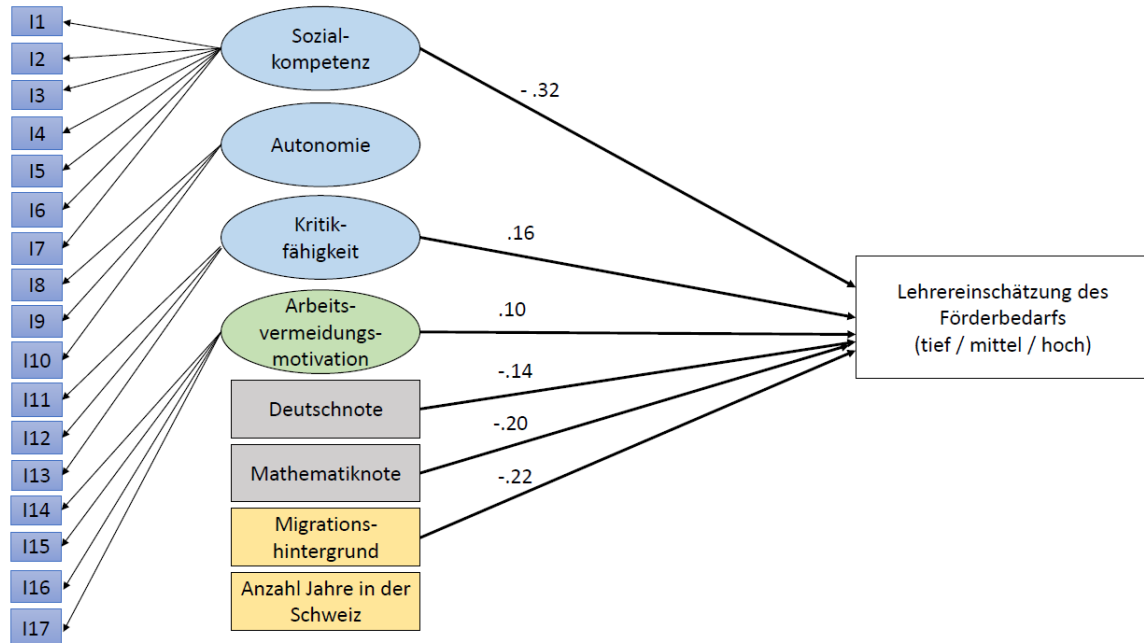 I1
I2
I3
I4
I5
I6
I7
I8
I9
I10
I11
I12
I13
I14
I15
I16
I17
Sozial-
kompetenz
Autonomie
Kritik-
fähigkeit
Arbeits-
vermeidungs-
motivation
Deutschnote
Mathematiknote
Migrations-
hintergrund
Anzahl Jahre in der
Schweiz
- .32
.16
.10
-.14
-.20
-.22
Lehrereinschätzung des
Förderbedarfs
(tief / mittel / hoch)